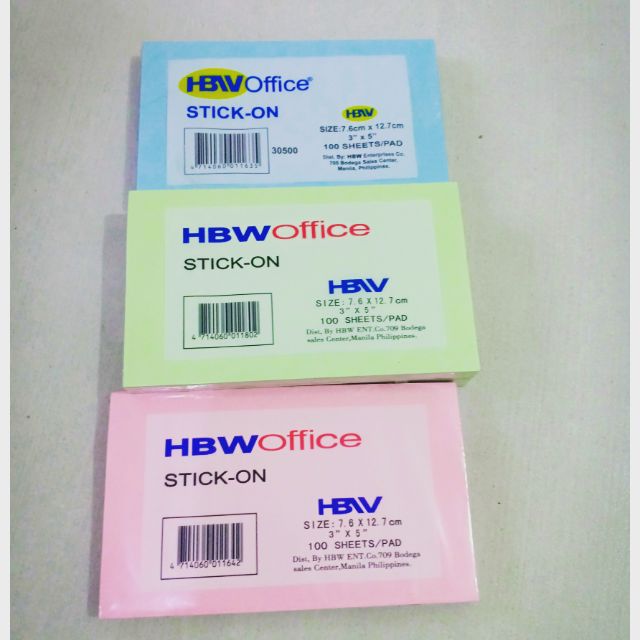 HBWOffice®
STICK-ON
HBW
SIZE:7.6cm x 12.7cm
3" x 5"
100 SHEETS/PAD
Dist. By: HBW Enterprises Co.
705 Bodega Sales Center,
Manila, Philippines.
30500
4 714060 011635
HBWOffice
STICK-ON
HBW
SIZE: 7.6 X 12.7cm
3" X 5"
100 SHEETS/PAD
Dist, By HBW ENT.Co.709 Bodega
sales Center,Manila Philippines.
4 714060 011802
HBWOffice
STICK-ON
HBW
SIZE: 7.6 X 12.7cm
3" X 5"
100 SHEETS/PAD
Dist, By HBW ENT.Co.709 Bodega
sales Center,Manila Philippines.
4 714060 011642